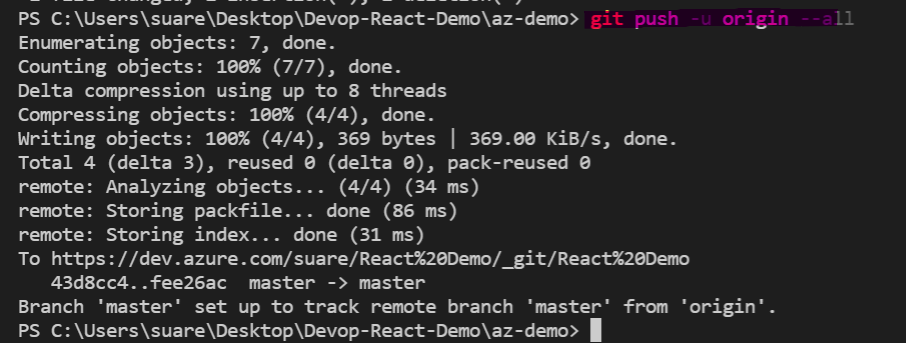 PS C:\Users\suare\Desktop\Devop-React-Demo\az-demo> git push -u origin --all
Enumerating objects: 7, done.
Counting objects: 100% (7/7), done.
Delta compression using up to 8 threads
Compressing objects: 100% (4/4), done.
Writing objects: 100% (4/4), 369 bytes | 369.00 KiB/s, done.
Total 4 (delta 3), reused 0 (delta 0), pack-reused 0
remote: Analyzing objects... (4/4) (34 ms)
remote: Storing packfile... done (86 ms)
remote: Storing index... done (31 ms)
To https://dev.azure.com/suare/React%20Demo/_git/React%20Demo
43d8cc4..fee26ac  master -> master
Branch 'master' set up to track remote branch 'master' from 'origin'.
PS C:\Users\suare\Desktop\Devop-React-Demo\az-demo>